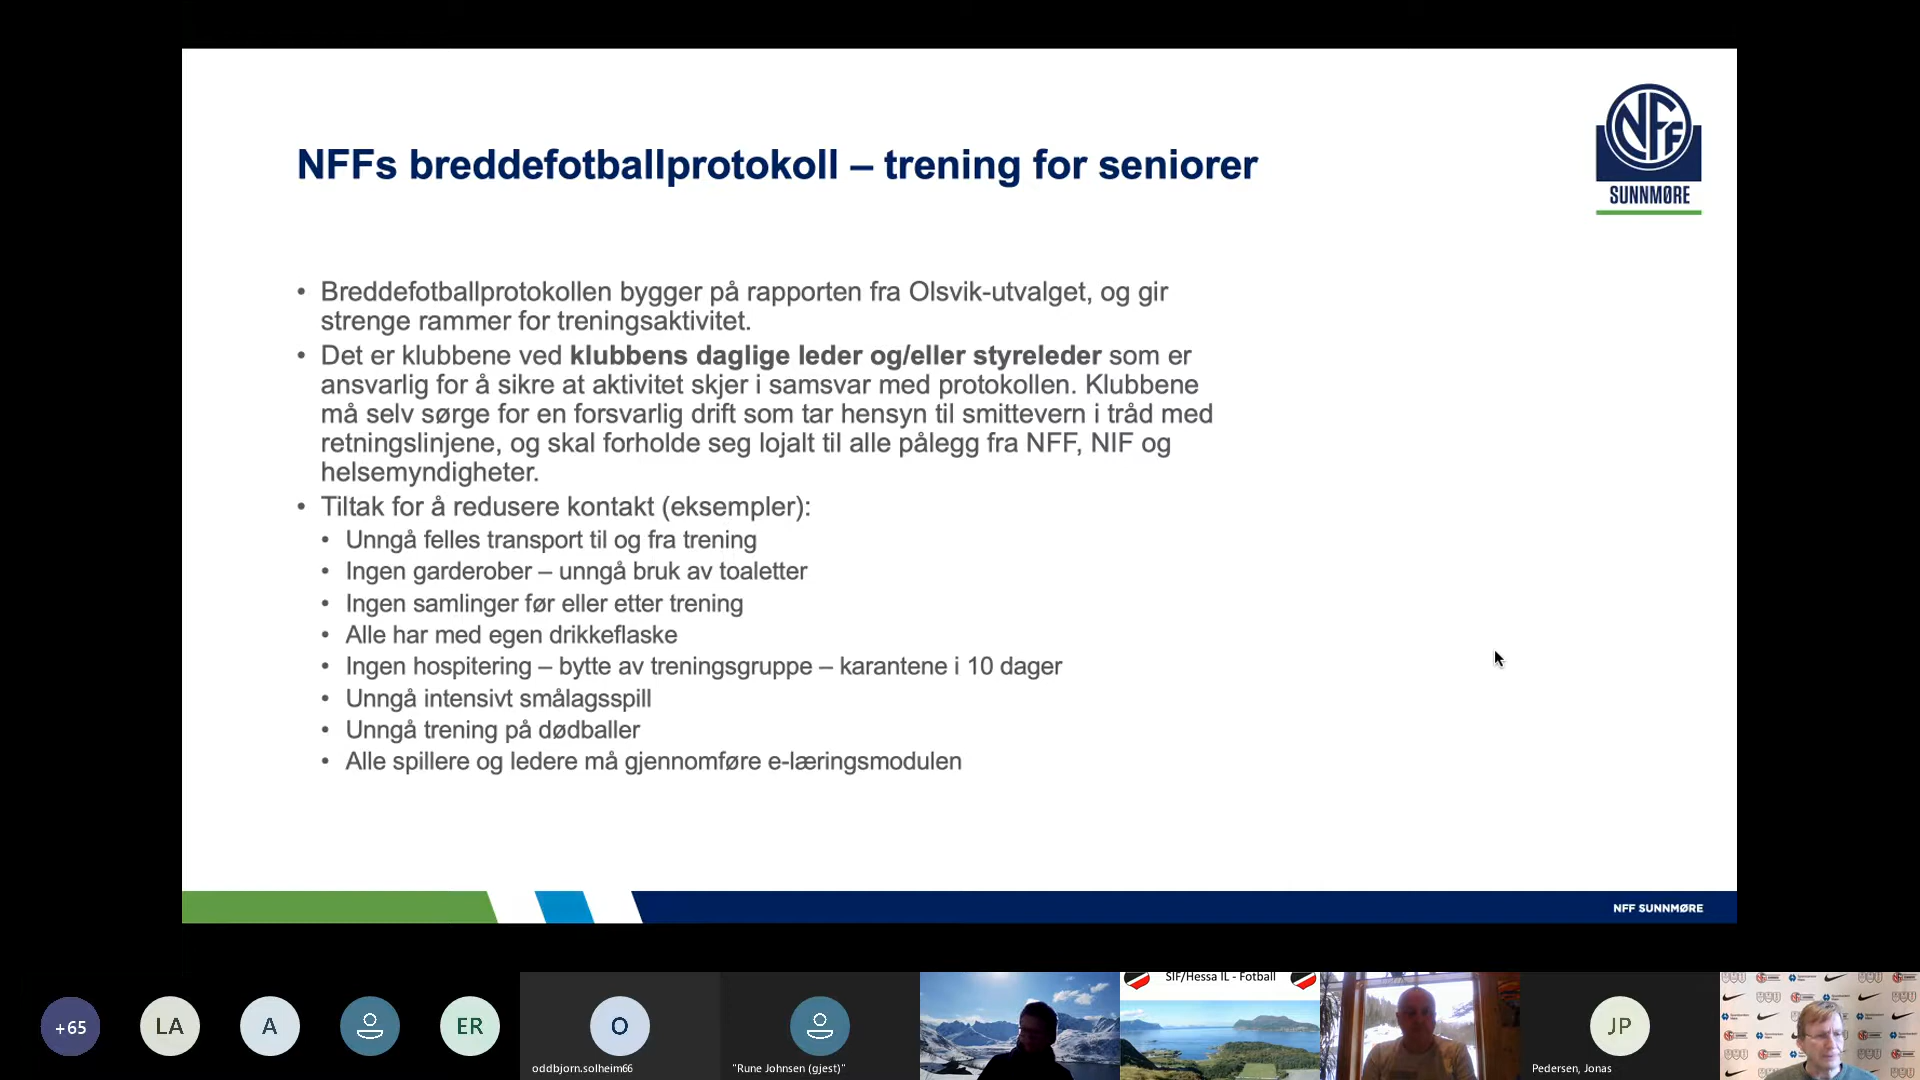 NFF
SUNNMØRE
NFFs breddefotballprotokoll – trening for seniorer
• Breddefotballprotokollen bygger på rapporten fra Olsvik-utvalget, og gir
strenge rammer for treningsaktivitet.
• Det er klubbene ved klubbens daglige leder og/eller styreleder som er
ansvarlig for å sikre at aktivitet skjer i samsvar med protokollen. Klubbene
må selv sørge for en forsvarlig drift som tar hensyn til smittevern i tråd med
retningslinjene, og skal forholde seg lojalt til alle pålegg fra NFF, NIF og
helsemyndigheter.
• Tiltak for å redusere kontakt (eksempler):
• Unngå felles transport til og fra trening
• Ingen garderober – unngå bruk av toaletter
• Ingen samlinger før eller etter trening
• Alle har med egen drikkeflaske
• Ingen hospitering – bytte av treningsgruppe – karantene i 10 dager
• Unngå intensivt smålagsspill
• Unngå trening på dødballer
• Alle spillere og ledere må gjennomføre e-læringsmodulen
NFF SUNNMØRE
+65
LA
A
ER
O
oddbjorn.solheim66
"Rune Johnsen (gjest)"
SIF/Hessa IL - Fotball
JP
Pedersen, Jonas